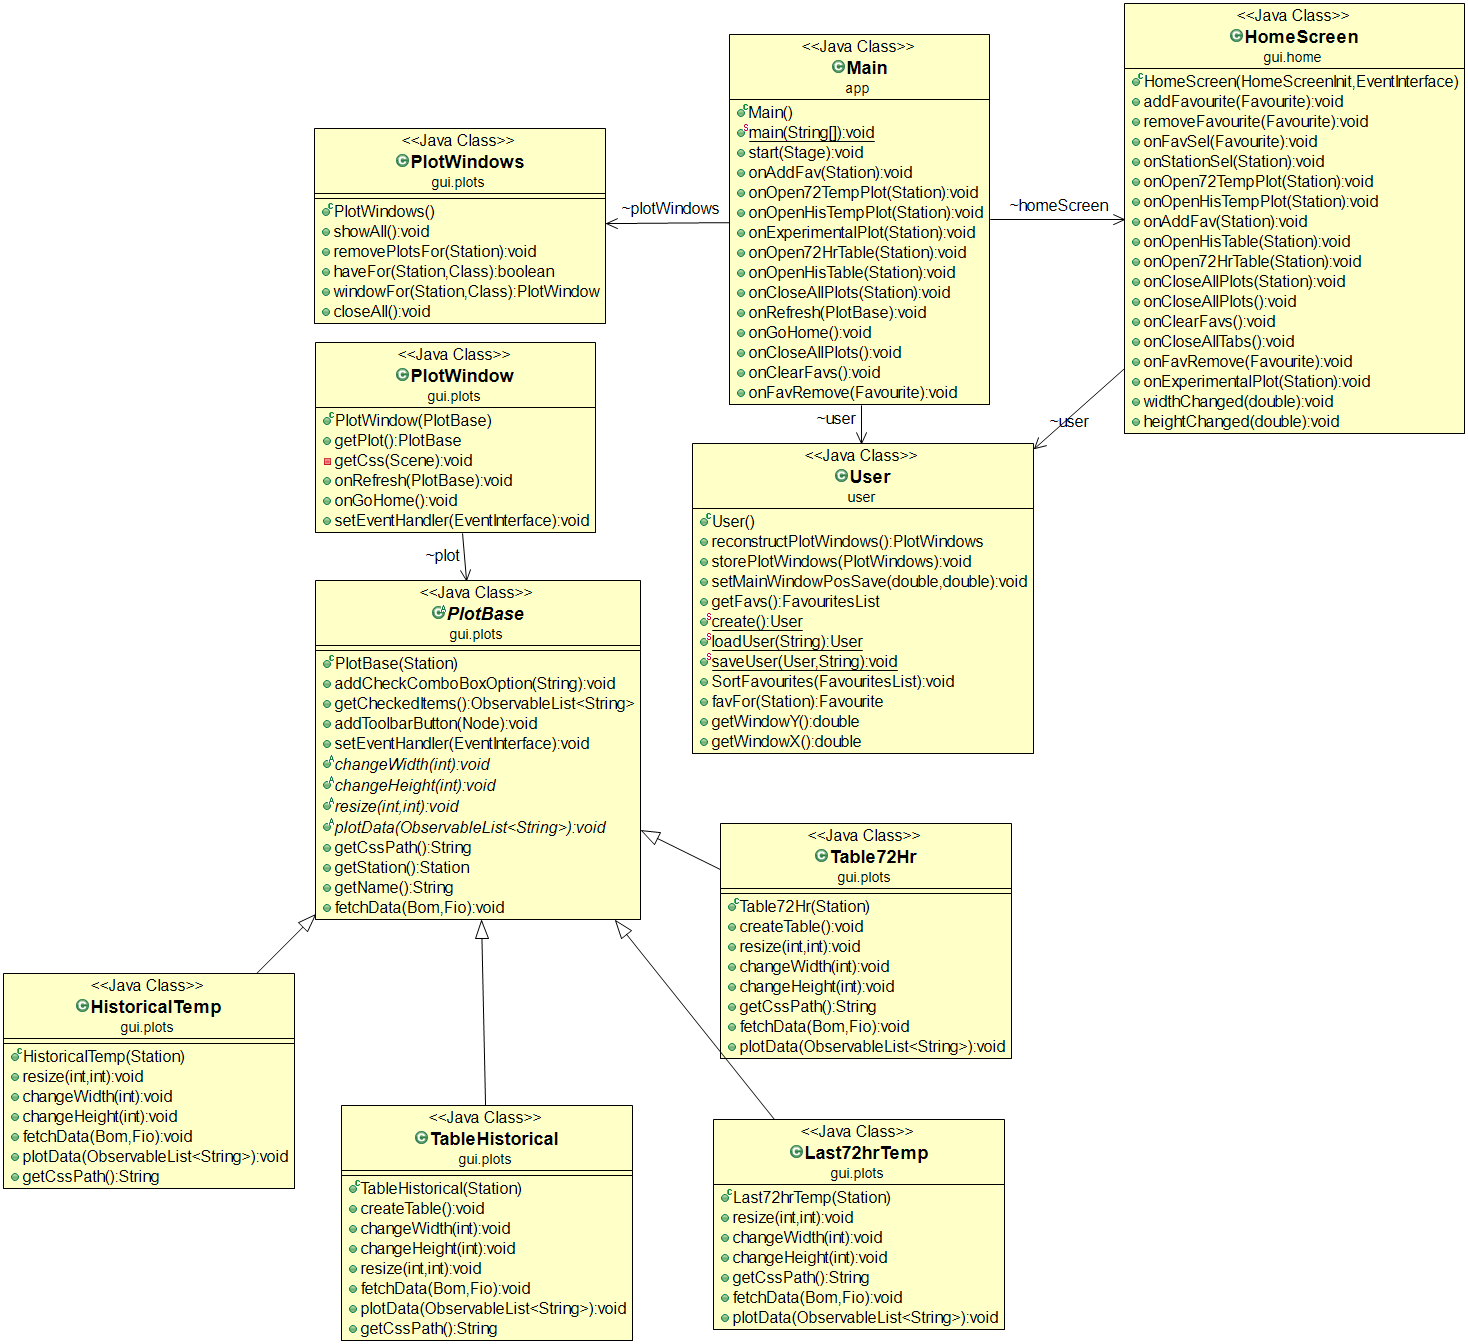 <<Java Class>>
HomeScreen
gui.home
HomeScreen(HomeScreenInit,EventInterface)
addFavourite(Favourite):void
removeFavourite(Favourite):void
onFavSel(Favourite):void
onStationSel(Station):void
onOpen72TempPlot(Station):void
onOpenHisTempPlot(Station):void
onAddFav(Station):void
onOpenHisTable(Station):void
onOpen72HrTable(Station):void
onCloseAllPlots(Station):void
onCloseAllPlots():void
onClearFavs():void
onCloseAllTabs():void
onFavRemove(Favourite):void
onExperimentalPlot(Station):void
widthChanged(double):void
heightChanged(double):void
<<Java Class>>
Main
app
Main()
main(String[]):void
start(Stage):void
onAddFav(Station):void
onOpen72TempPlot(Station):void
onOpenHisTempPlot(Station):void
onExperimentalPlot(Station):void
onOpen72HrTable(Station):void
onOpenHisTable(Station):void
onCloseAllPlots(Station):void
onRefresh(PlotBase):void
onGoHome():void
onCloseAllPlots():void
onClearFavs():void
onFavRemove(Favourite):void
~plotWindows
~homeScreen
~user
~user
<<Java Class>>
PlotWindows
gui.plots
PlotWindows()
showAll():void
removePlotsFor(Station):void
haveFor(Station,Class):boolean
windowFor(Station,Class):PlotWindow
closeAll():void
<<Java Class>>
PlotWindow
gui.plots
PlotWindow(PlotBase)
getPlot():PlotBase
getCss(Scene):void
onRefresh(PlotBase):void
onGoHome():void
setEventHandler(EventInterface):void
~plot
<<Java Class>>
User
user
User()
reconstructPlotWindows():PlotWindows
storePlotWindows(PlotWindows):void
setMainWindowPosSave(double,double):void
getFavs():FavouritesList
create():User
loadUser(String):User
saveUser(User,String):void
SortFavourites(FavouritesList):void
favFor(Station):Favourite
getWindowY():double
getWindowX():double
<<Java Class>>
PlotBase
gui.plots
PlotBase(Station)
addCheckComboBoxOption(String):void
getCheckedItems():ObservableList<String>
addToolbarButton(Node):void
setEventHandler(EventInterface):void
changeWidth(int):void
changeHeight(int):void
resize(int,int):void
plotData(ObservableList<String>):void
getCssPath():String
getStation():Station
getName():String
fetchData(Bom,Fio):void
<<Java Class>>
Table72Hr
gui.plots
Table72Hr(Station)
createTable():void
resize(int,int):void
changeWidth(int):void
changeHeight(int):void
getCssPath():String
fetchData(Bom,Fio):void
plotData(ObservableList<String>):void
<<Java Class>>
HistoricalTemp
gui.plots
HistoricalTemp(Station)
resize(int,int):void
changeWidth(int):void
changeHeight(int):void
fetchData(Bom,Fio):void
plotData(ObservableList<String>):void
getCssPath():String
<<Java Class>>
TableHistorical
gui.plots
TableHistorical(Station)
createTable():void
changeWidth(int):void
changeHeight(int):void
resize(int,int):void
fetchData(Bom,Fio):void
plotData(ObservableList<String>):void
getCssPath():String
<<Java Class>>
Last72hrTemp
gui.plots
Last72hrTemp(Station)
resize(int,int):void
changeWidth(int):void
changeHeight(int):void
getCssPath():String
fetchData(Bom,Fio):void
plotData(ObservableList<String>):void